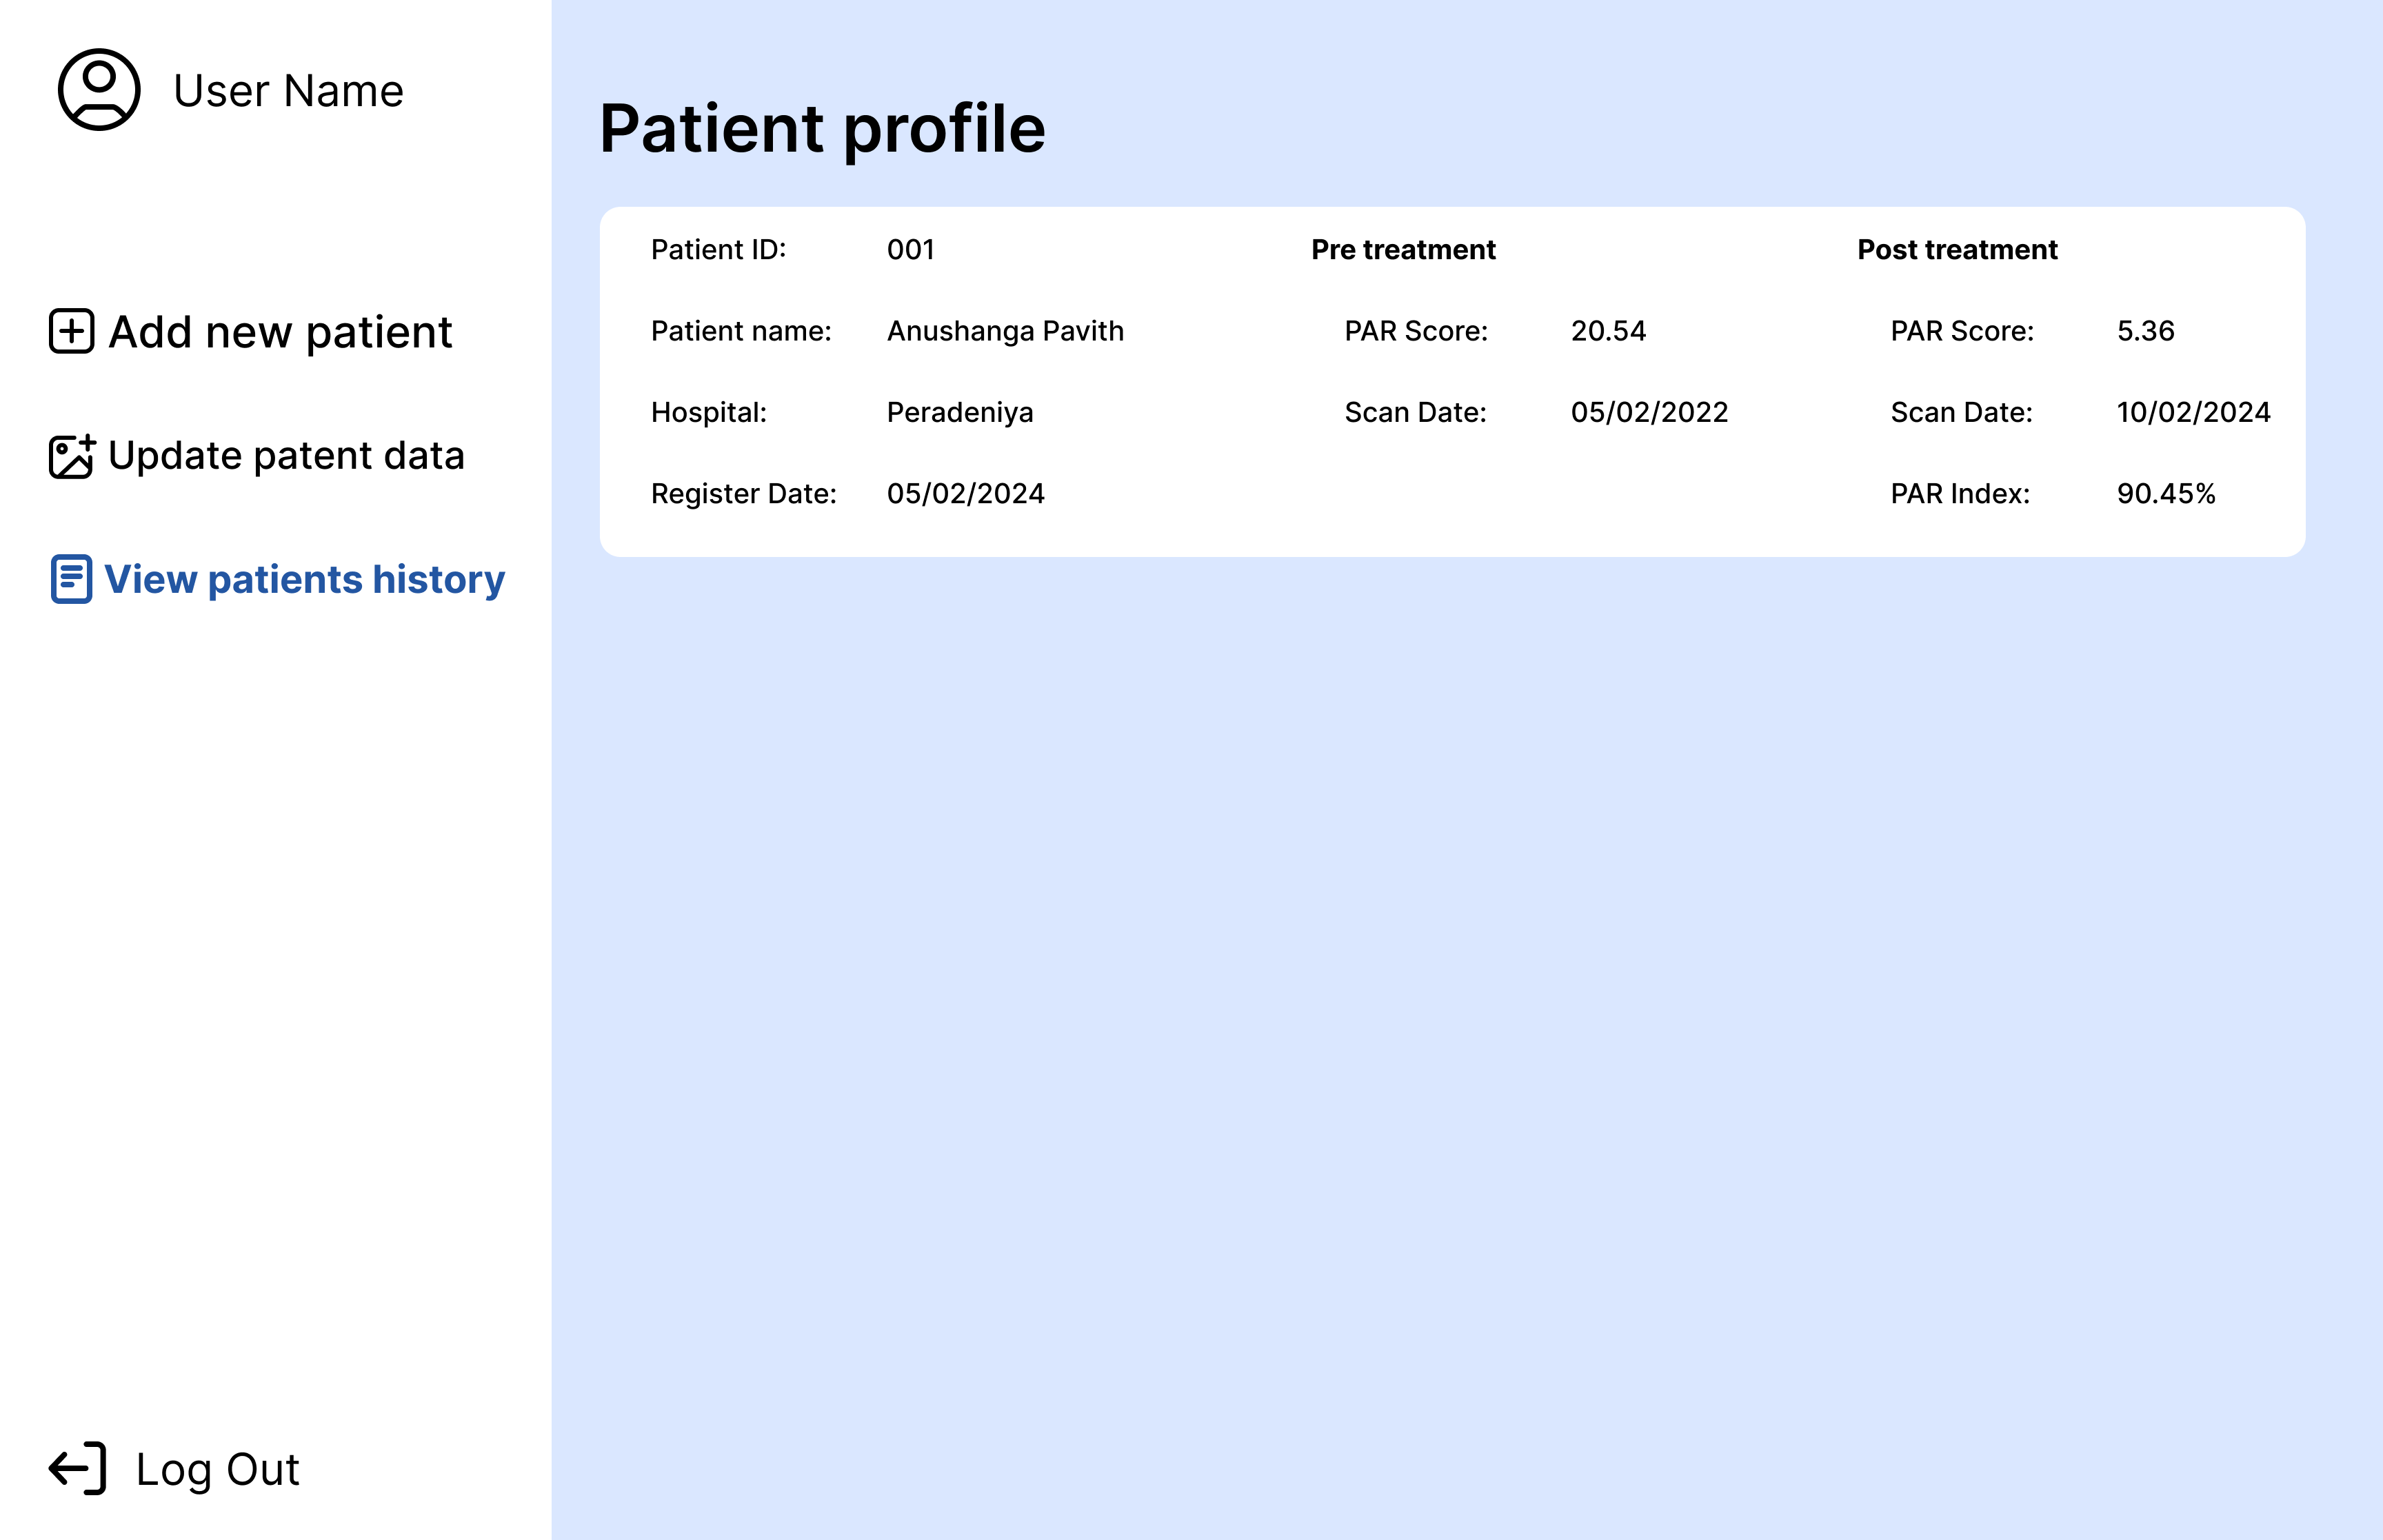 User Name
Add new patient
Update patent data
View patients history
Log Out
Patient profile
Patient ID: 001
Patient name: Anushanga Pavith
Hospital: Peradeniya
Register Date: 05/02/2024
Pre treatment
PAR Score: 20.54
Scan Date: 05/02/2022
Post treatment
PAR Score: 5.36
Scan Date: 10/02/2024
PAR Index: 90.45%